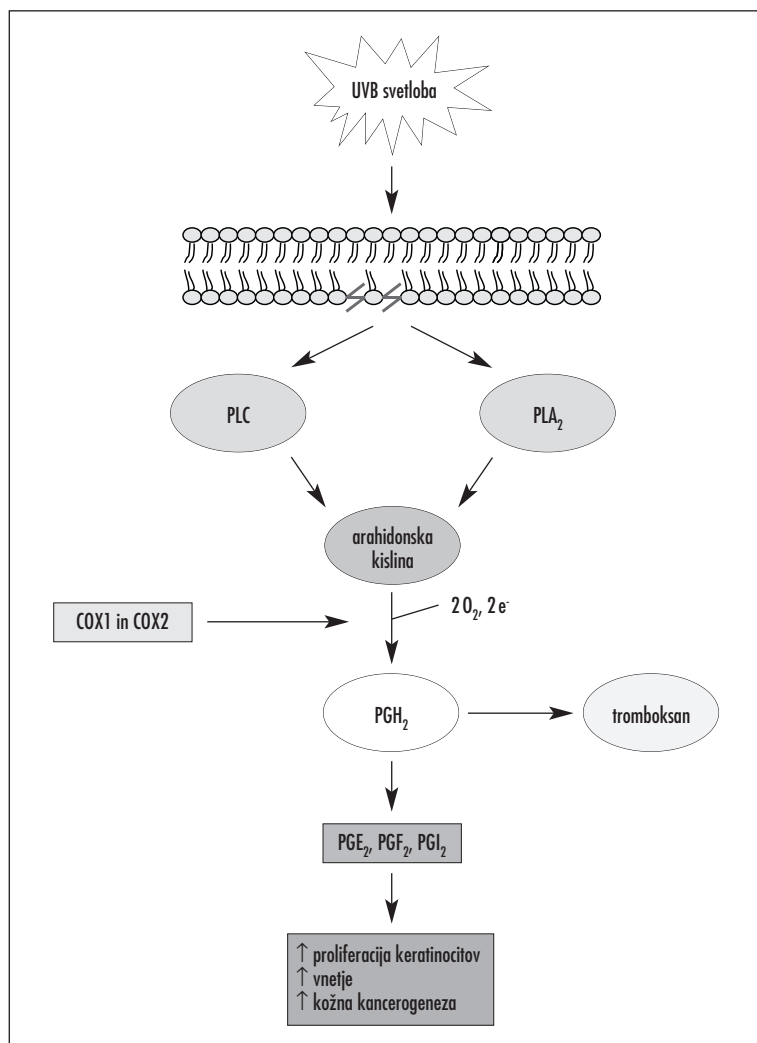 UVB svetloba
PLC
PLA₂
arahidonska
kislina
COX1 in COX2
2 O₂, 2 e⁻
PGH₂
tromboksan
PGE₂, PGF₂, PGI₂
↑ proliferacija keratinocitov
↑ vnetje
↑ kožna kancerogeneza